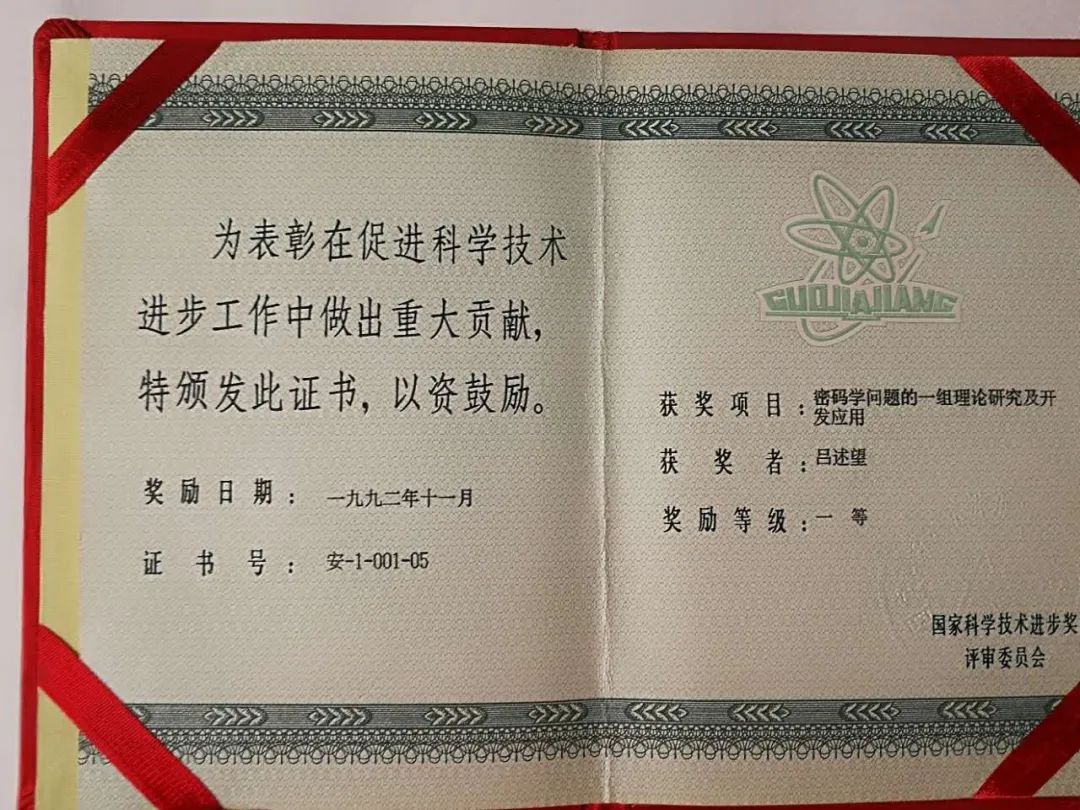 为表彰在促进科学技术
进步工作中做出重大贡献,
特颁发此证书，以资鼓励。
奖励日期：一九九二年十一月
证书号：安-1-001-05
GUOJIAJIANG
获奖项目：密码学问题的一组理论研究及开
发应用
获奖者：吕述望
奖励等级：一等
国家科学技术进步奖
评审委员会